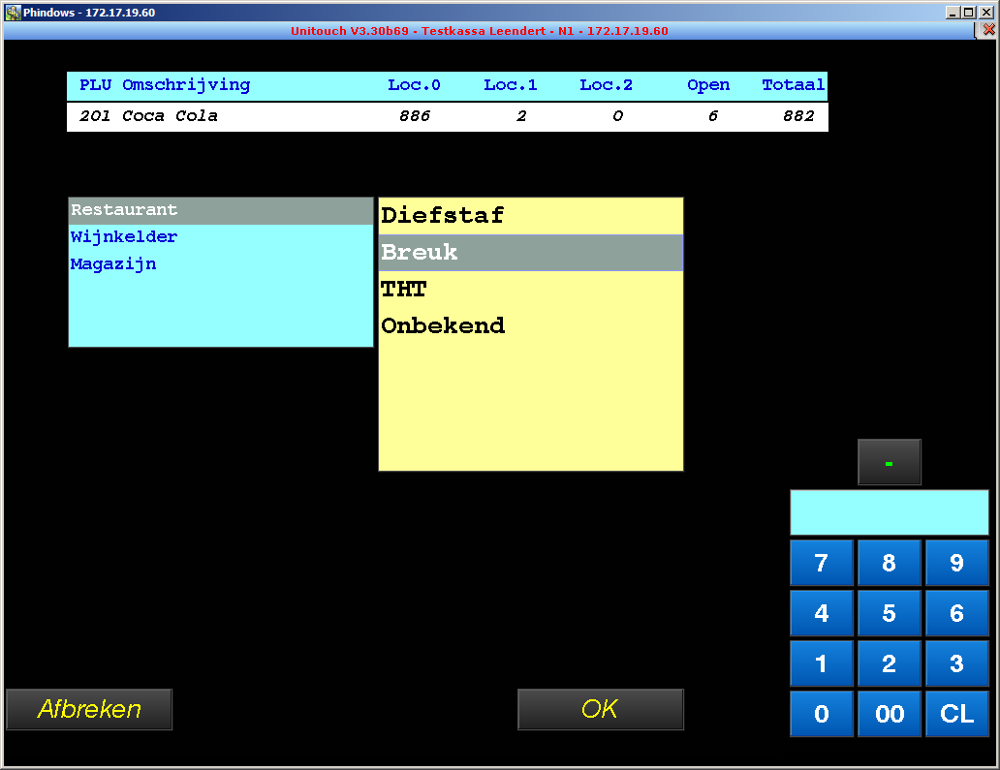 Phindows - 172.17.19.60
Unitouch V3.30b69 - Testkassa Leendert - N1 - 172.17.19.60
PLU Omschrijving Loc.0 Loc.1 Loc.2 Open Totaal
201 Coca Cola 886 2 0 6 882
Restaurant
Wijnkelder
Magazijn
Diefstaf
Breuk
THT
Onbekend
-
7 8 9
4 5 6
1 2 3
0 00 CL
Afbreken OK